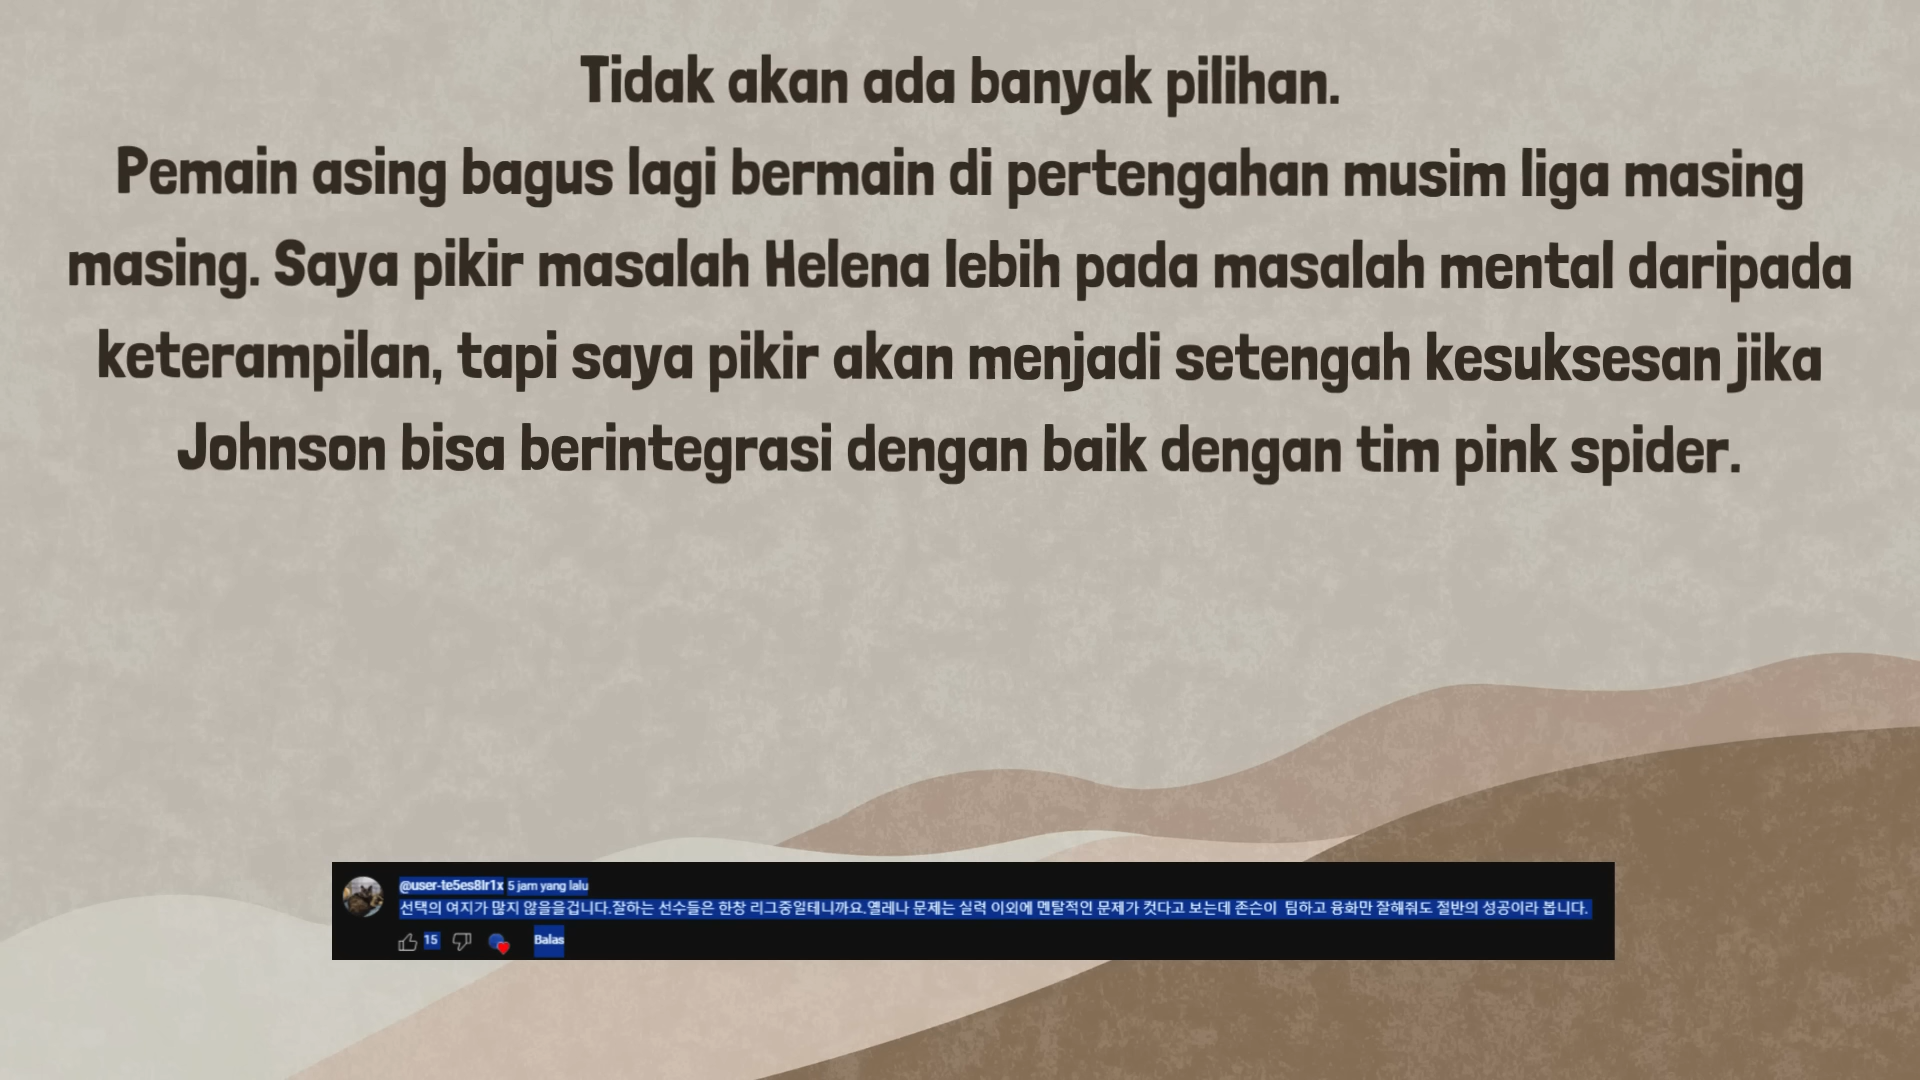 Tidak akan ada banyak pilihan.
Pemain asing bagus lagi bermain di pertengahan musim liga masing
masing. Saya pikir masalah Helena lebih pada masalah mental daripada
keterampilan, tapi saya pikir akan menjadi setengah kesuksesan jika
Johnson bisa berintegrasi dengan baik dengan tim pink spider.
@user-te5es8lr1x 5 jam yang lalu
선택의 여지가 많지 않을을겁니다.잘하는 선수들은 한창 리그중일테니까요.옐레나 문제는 실력 이외에 멘탈적인 문제가 컷다고 보는데 존슨이 팀하고 융화만 잘해줘도 절반의 성공이라 봅니다.
15 Balas